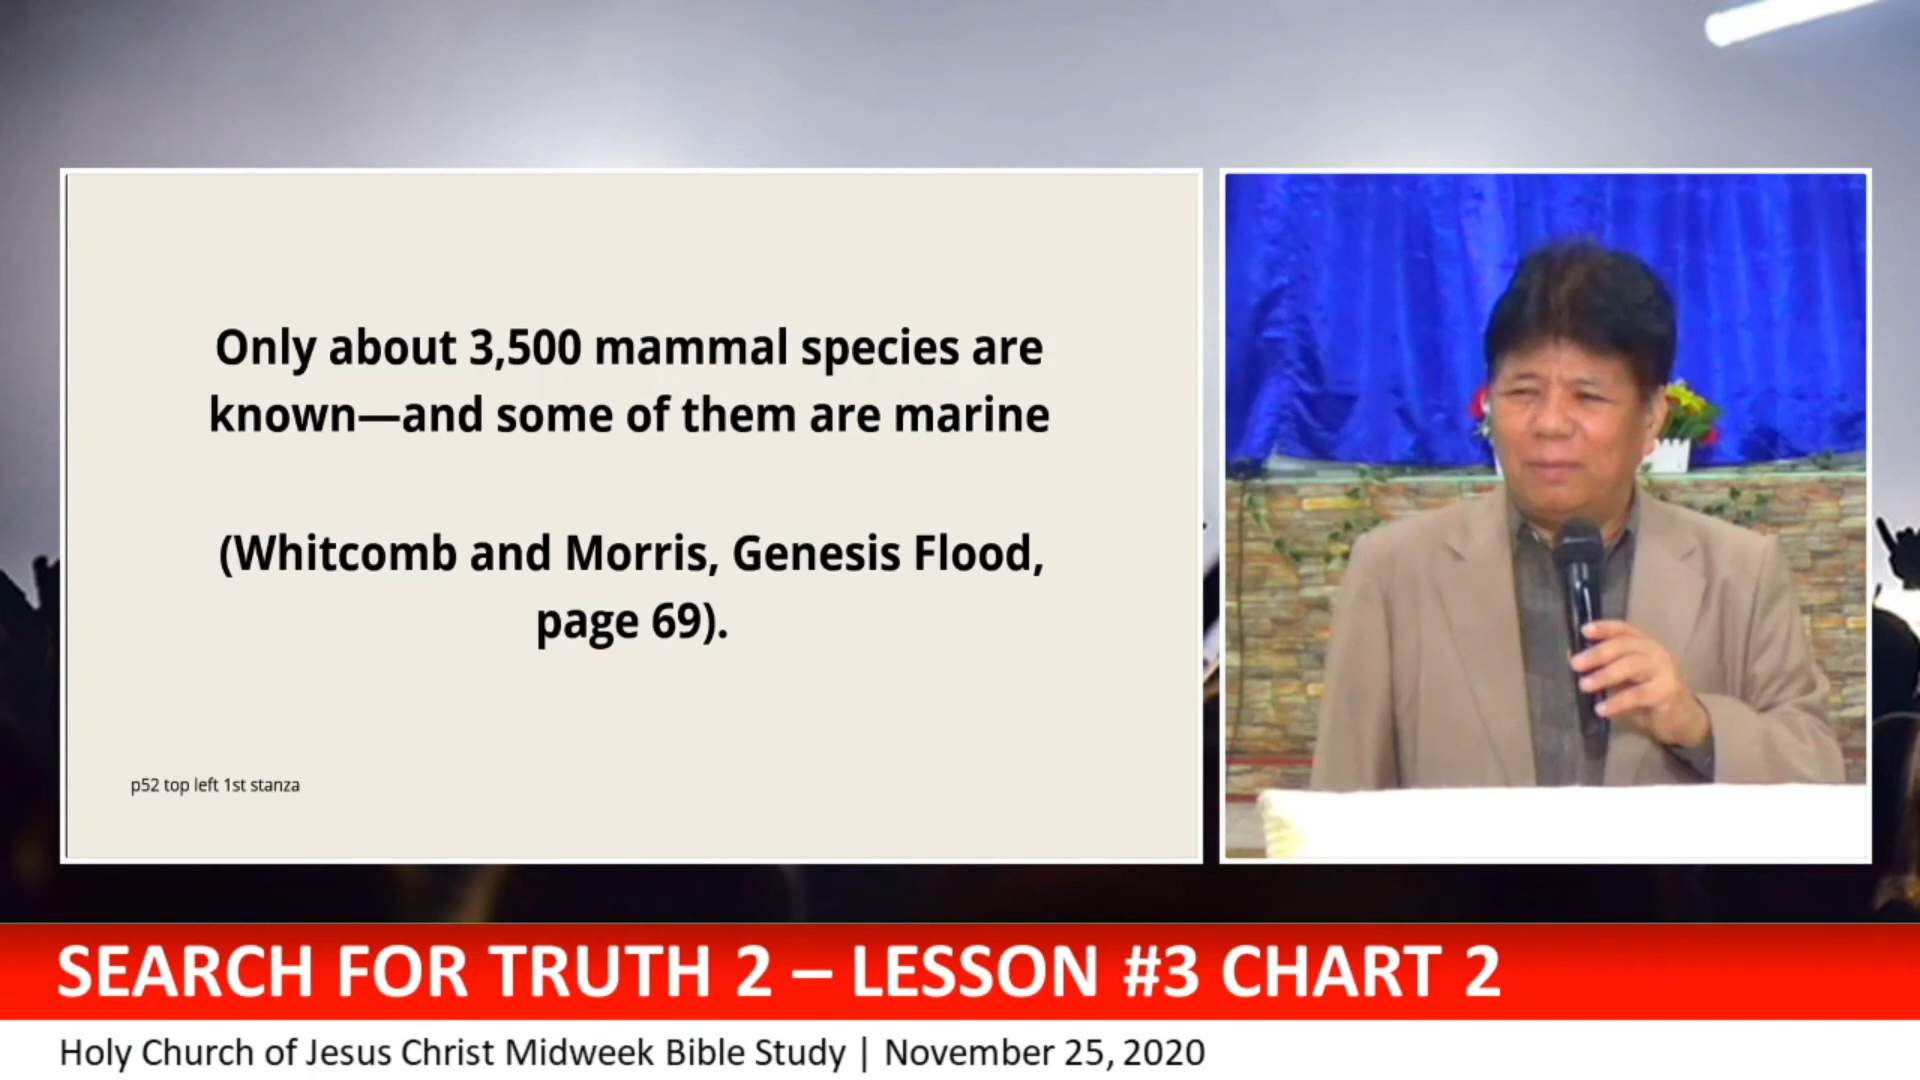 Only about 3,500 mammal species are
known—and some of them are marine
(Whitcomb and Morris, Genesis Flood,
page 69).
p52 top left 1st stanza
SEARCH FOR TRUTH 2 – LESSON #3 CHART 2
Holy Church of Jesus Christ Midweek Bible Study | November 25, 2020